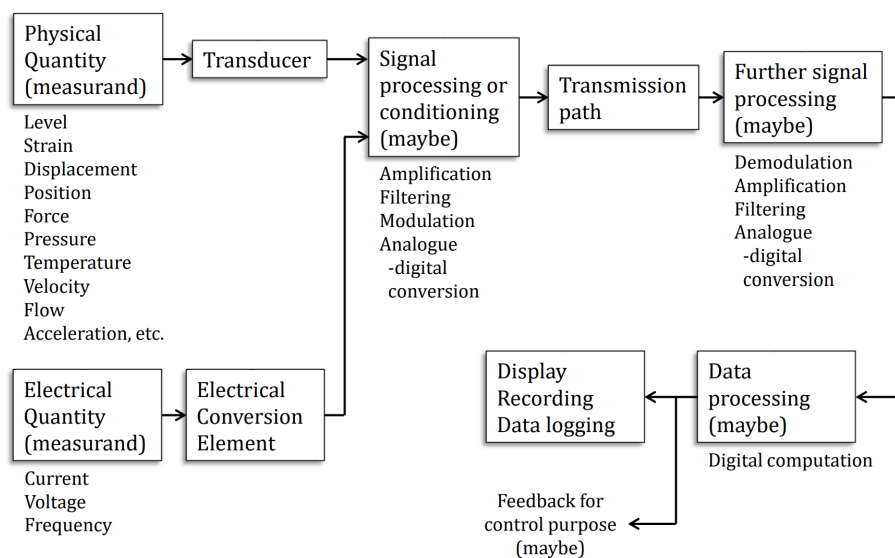 Physical
Quantity
(measurand)
Level
Strain
Displacement
Position
Force
Pressure
Temperature
Velocity
Flow
Acceleration, etc.
Transducer
Signal
processing or
conditioning
(maybe)
Amplification
Filtering
Modulation
Analogue
-digital
conversion
Transmission
path
Further signal
processing
(maybe)
Demodulation
Amplification
Filtering
Analogue
-digital
conversion
Electrical
Quantity
(measurand)
Current
Voltage
Frequency
Electrical
Conversion
Element
Display
Recording
Data logging
Data
processing
(maybe)
Digital computation
Feedback for
control purpose
(maybe)